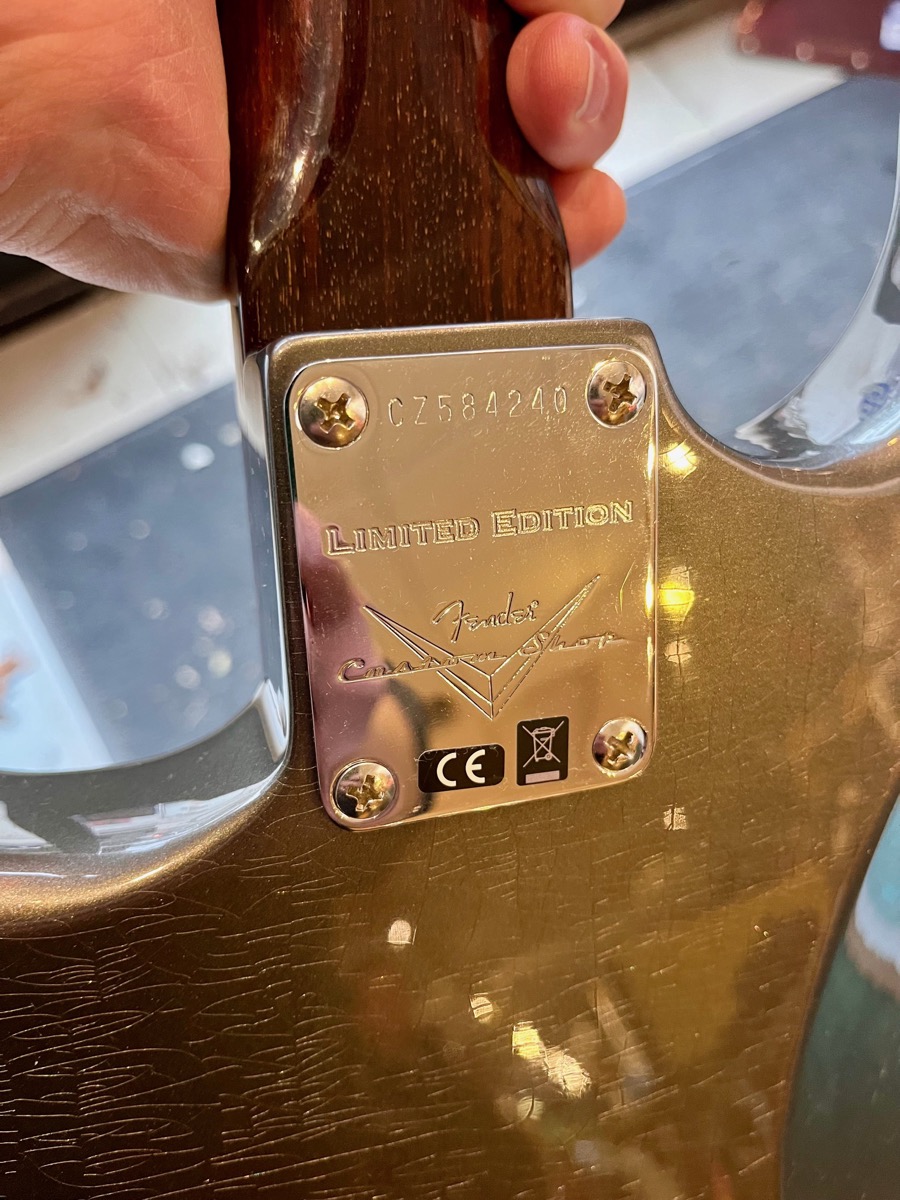 CZ584240
LIMITED EDITION
Fender
Custom Shop
CE